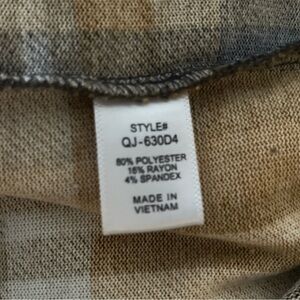 STYLE#
QJ-630D4
80% POLYESTER
16% RAYON
4% SPANDEX
MADE IN
VIETNAM